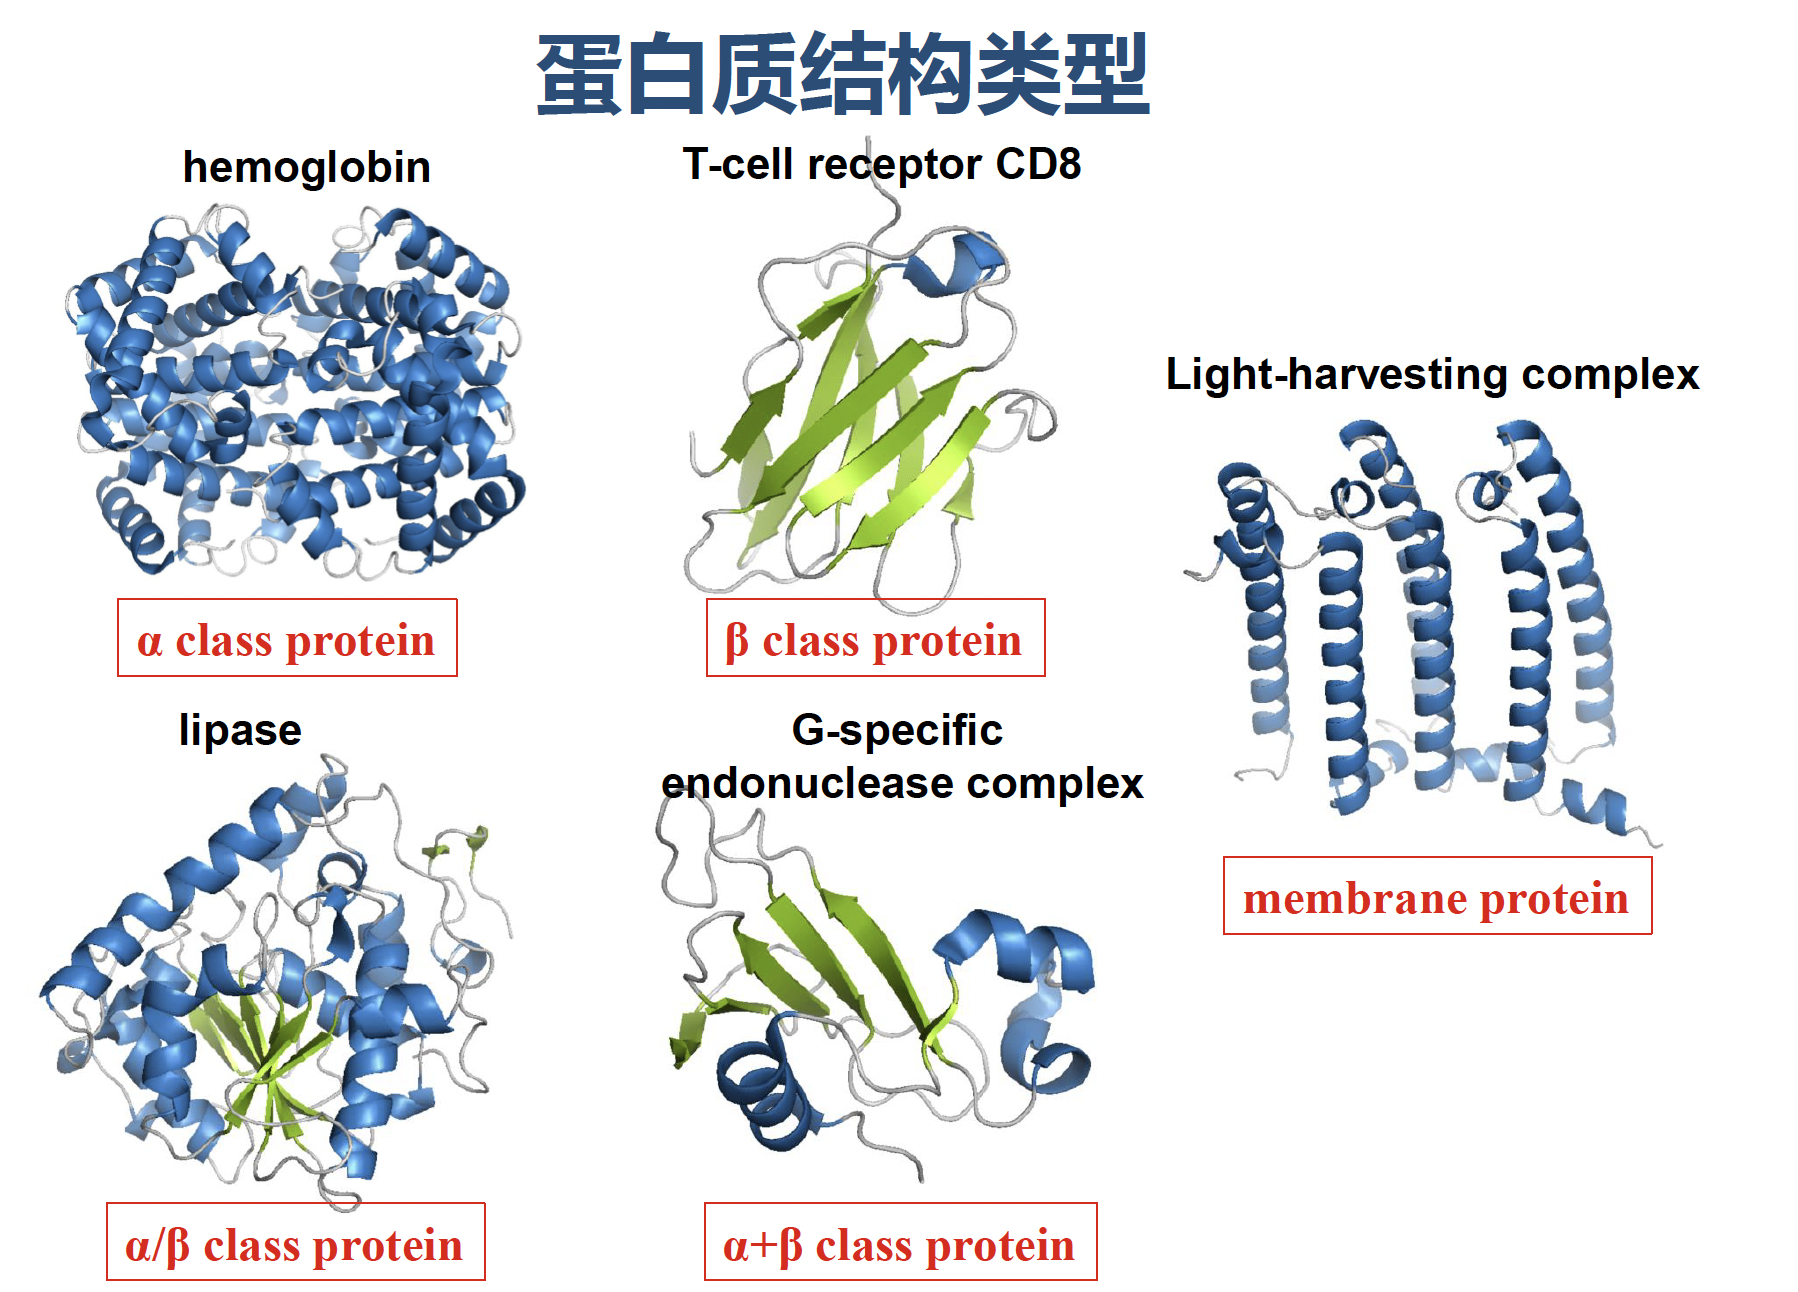 蛋白质结构类型
hemoglobin
T-cell receptor CD8
Light-harvesting complex
α class protein
β class protein
lipase
G-specific
endonuclease complex
membrane protein
α/β class protein
α+β class protein